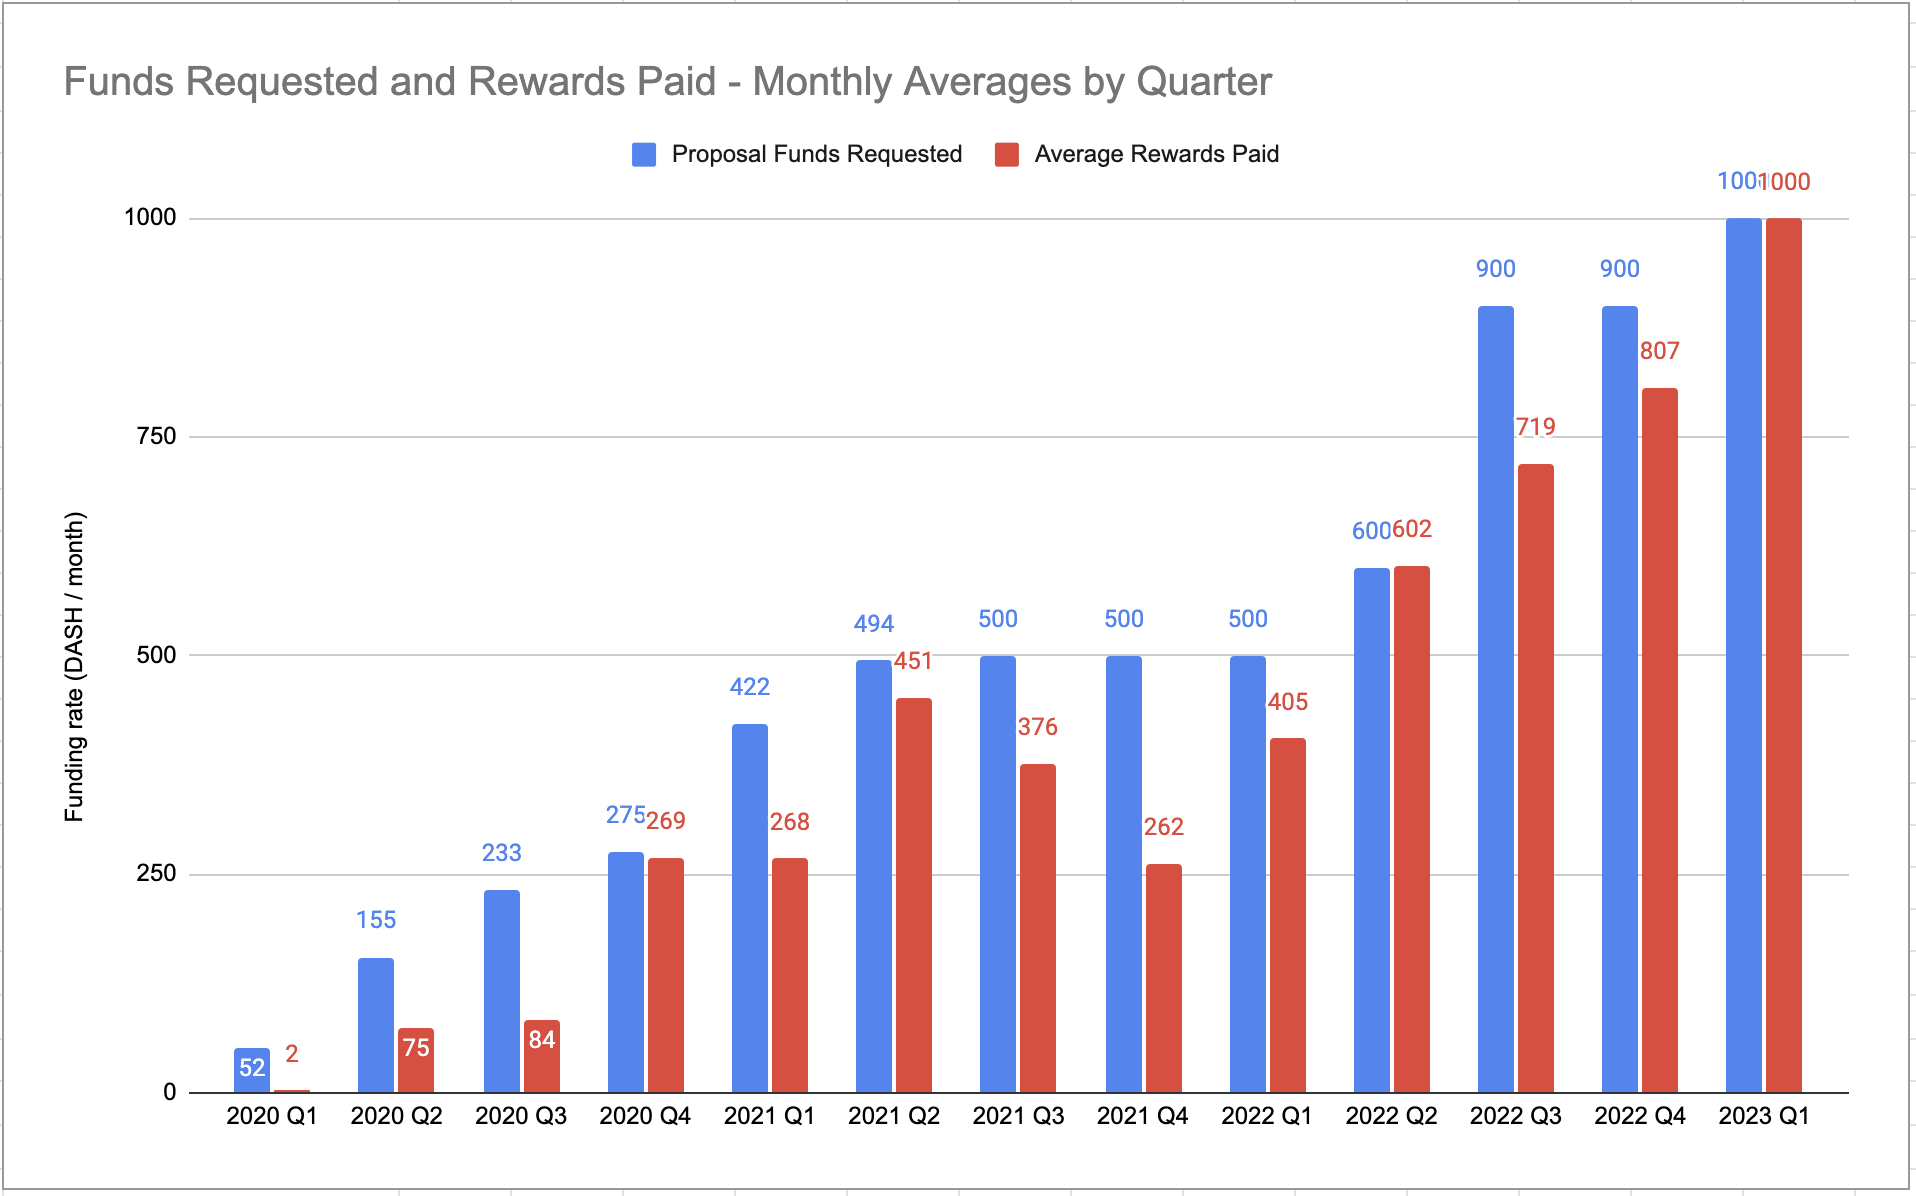 Funds Requested and Rewards Paid - Monthly Averages by Quarter
Proposal Funds Requested
Average Rewards Paid
Funding rate (DASH / month)
1000
750
500
250
0
52
2
155
75
233
84
275
269
422
268
494
451
500
376
500
262
500
405
600
602
900
719
900
807
1000
2020 Q1
2020 Q2
2020 Q3
2020 Q4
2021 Q1
2021 Q2
2021 Q3
2021 Q4
2022 Q1
2022 Q2
2022 Q3
2022 Q4
2023 Q1